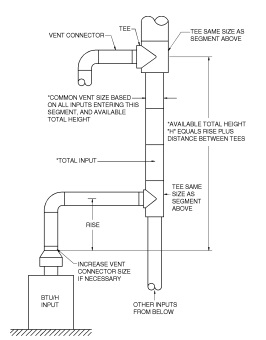 TEE
VENT CONNECTOR
TEE SAME SIZE AS
SEGMENT ABOVE
*COMMON VENT SIZE BASED
ON ALL INPUTS ENTERING THIS
SEGMENT, AND AVAILABLE
TOTAL HEIGHT
*AVAILABLE TOTAL HEIGHT
"H" EQUALS RISE PLUS
DISTANCE BETWEEN TEES
*TOTAL INPUT
TEE SAME
SIZE AS
SEGMENT
ABOVE
RISE
INCREASE VENT
CONNECTOR SIZE
IF NECESSARY
BTU/H
INPUT
OTHER INPUTS
FROM BELOW